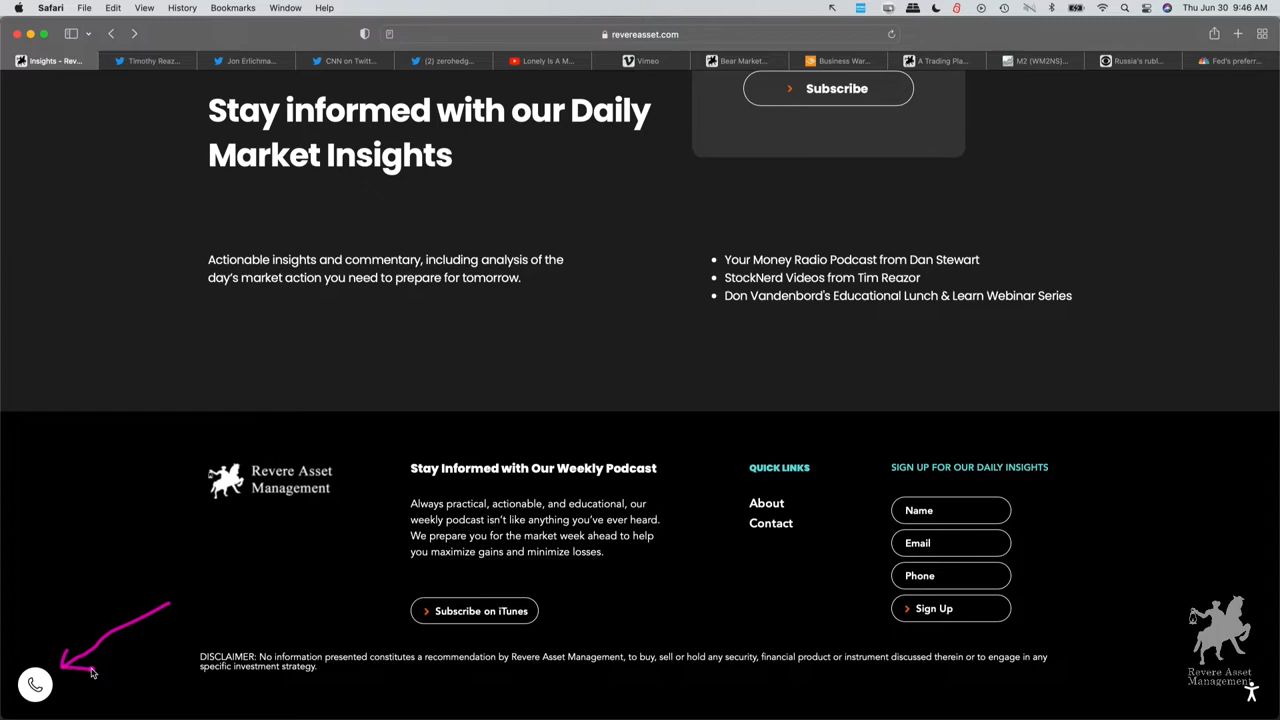 Safari File Edit View History Bookmarks Window Help Thu Jun 30 9:46 AM
revereasset.com
Insights - Rev... Timothy Reaz... Jon Erlichma... CNN on Twitt... (2) zerohedg... Lonely Is A M... Vimeo Bear Market... Business War... A Trading Pla... M2 (WM2NS)... Russia's rubl... Fed's preferr...
Subscribe
Stay informed with our Daily
Market Insights
Actionable insights and commentary, including analysis of the
day's market action you need to prepare for tomorrow.
• Your Money Radio Podcast from Dan Stewart
• StockNerd Videos from Tim Reazor
• Don Vandenbord's Educational Lunch & Learn Webinar Series
Revere Asset
Management
Stay Informed with Our Weekly Podcast
Always practical, actionable, and educational, our
weekly podcast isn't like anything you've ever heard.
We prepare you for the market week ahead to help
you maximize gains and minimize losses.
Subscribe on iTunes
QUICK LINKS
About
Contact
SIGN UP FOR OUR DAILY INSIGHTS
Name
Email
Phone
Sign Up
DISCLAIMER: No information presented constitutes a recommendation by Revere Asset Management, to buy, sell or hold any security, financial product or instrument discussed therein or to engage in any
specific investment strategy.
Revere Asset
Management